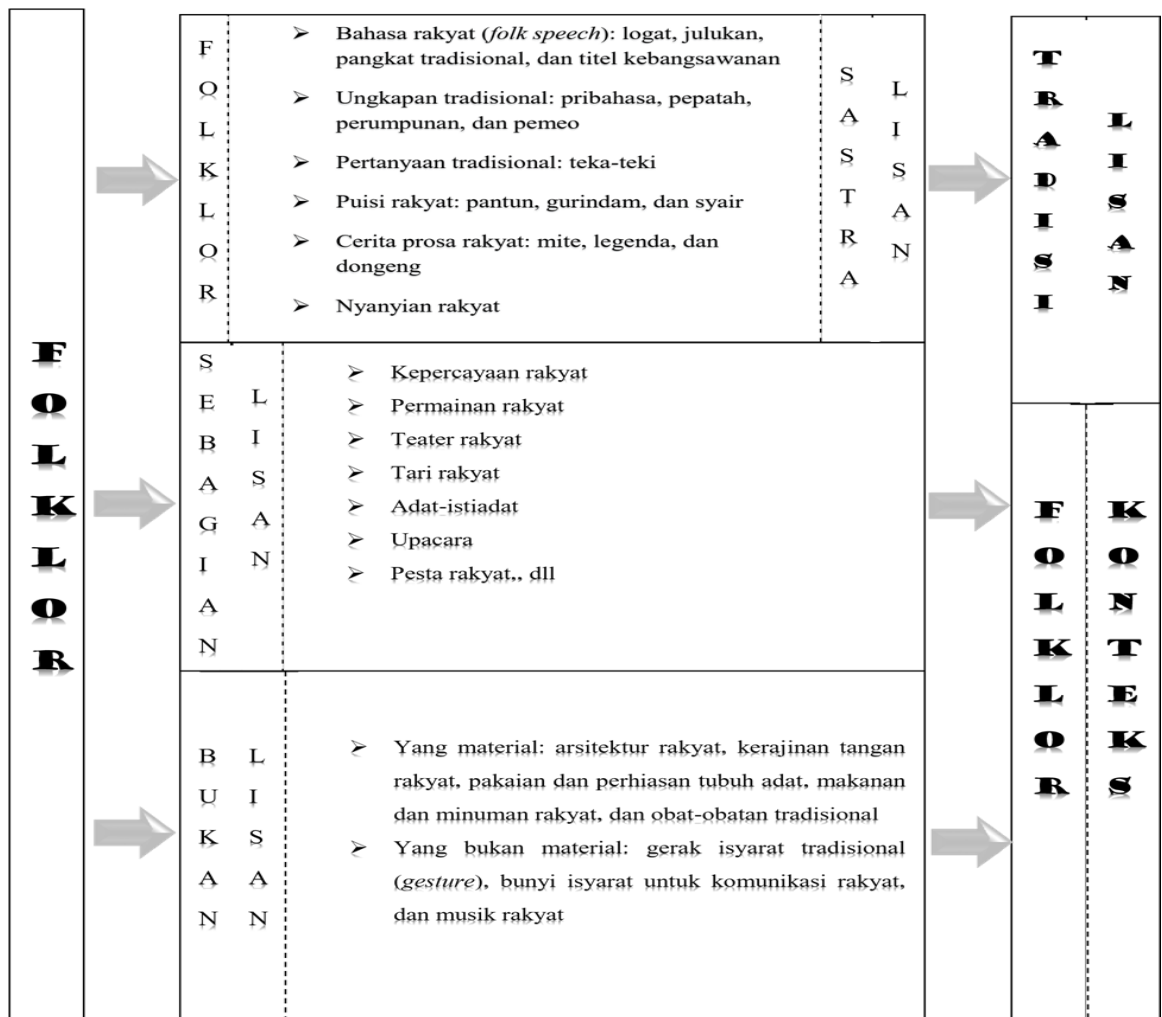 FOLKLOR
FOLKLOR
➢ Bahasa rakyat (folk speech): logat, julukan,
pangkat tradisional, dan titel kebangsawanan
➢ Ungkapan tradisional: pribahasa, pepatah,
perumpunan, dan pemeo
➢ Pertanyaan tradisional: teka-teki
➢ Puisi rakyat: pantun, gurindam, dan syair
➢ Cerita prosa rakyat: mite, legenda, dan
dongeng
➢ Nyanyian rakyat
SASTRA
LISAN
SEBAGIAN
LISAN
➢ Kepercayaan rakyat
➢ Permainan rakyat
➢ Teater rakyat
➢ Tari rakyat
➢ Adat-istiadat
➢ Upacara
➢ Pesta rakyat,, dll
BUKAN
LISAN
➢ Yang material: arsitektur rakyat, kerajinan tangan
rakyat, pakaian dan perhiasan tubuh adat, makanan
dan minuman rakyat, dan obat-obatan tradisional
➢ Yang bukan material: gerak isyarat tradisional
(gesture), bunyi isyarat untuk komunikasi rakyat,
dan musik rakyat
TRADISI
LISAN
FOLKLOR
KONTEKS